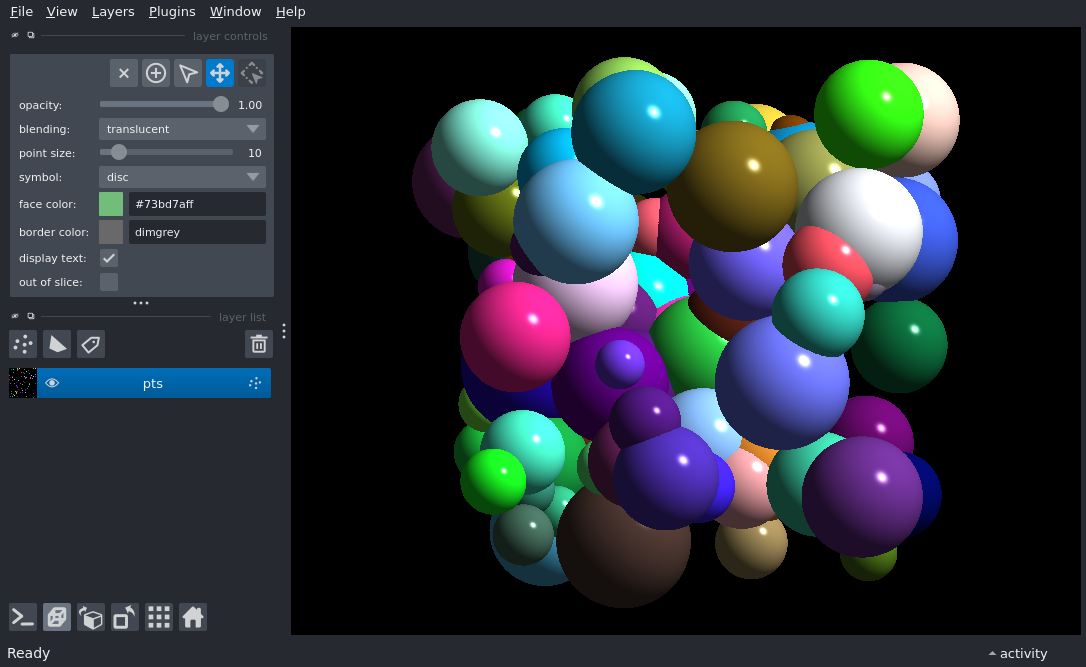 File View Layers Plugins Window Help
layer controls
opacity: 1.00
blending: translucent
point size: 10
symbol: disc
face color: #73bd7aff
border color: dimgrey
display text:
out of slice:
layer list
pts
Ready
activity